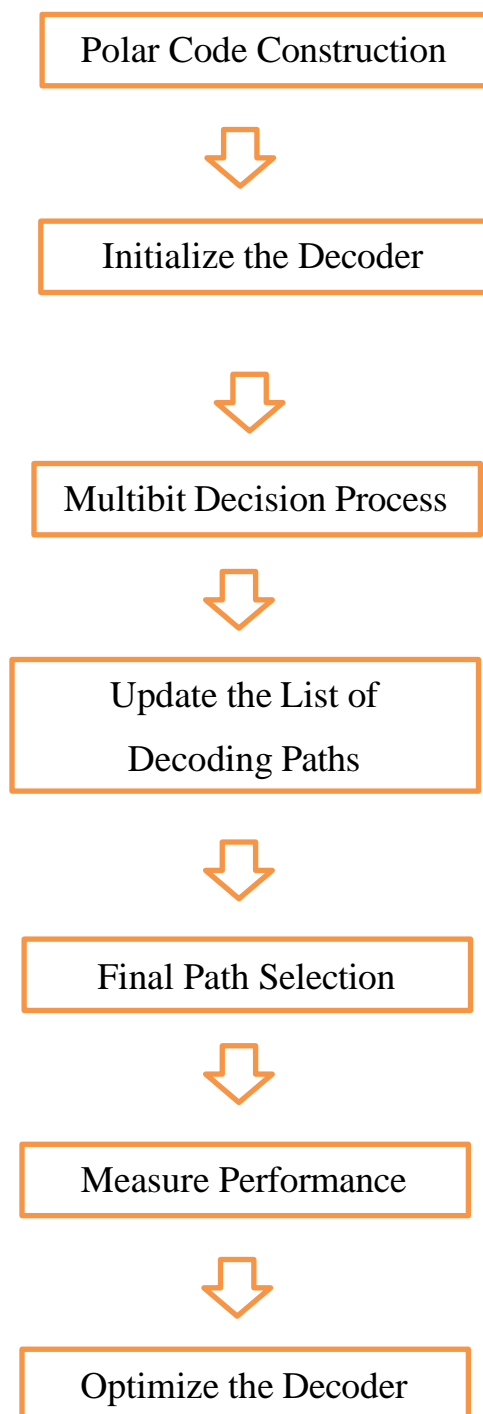 Polar Code Construction
Initialize the Decoder
Multibit Decision Process
Update the List of
Decoding Paths
Final Path Selection
Measure Performance
Optimize the Decoder